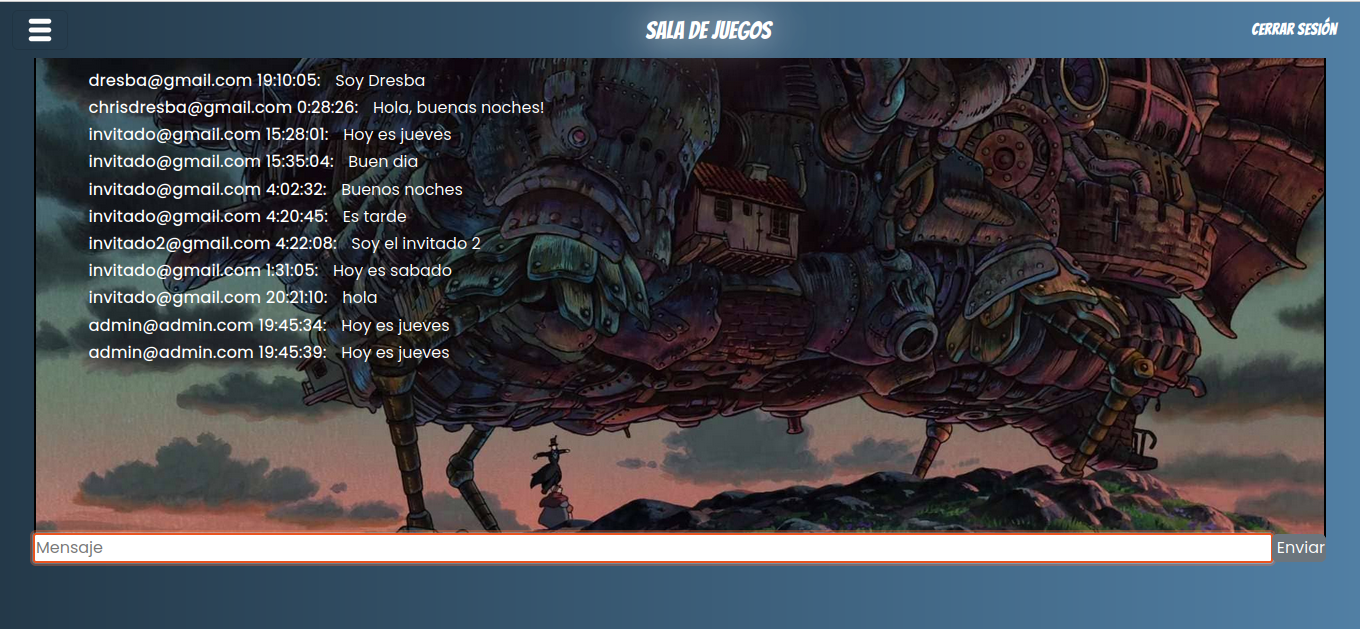 SALA DE JUEGOS
CERRAR SESIÓN
dresba@gmail.com 19:10:05: Soy Dresba
chrisdresba@gmail.com 0:28:26: Hola, buenas noches!
invitado@gmail.com 15:28:01: Hoy es jueves
invitado@gmail.com 15:35:04: Buen dia
invitado@gmail.com 4:02:32: Buenos noches
invitado@gmail.com 4:20:45: Es tarde
invitado2@gmail.com 4:22:08: Soy el invitado 2
invitado@gmail.com 1:31:05: Hoy es sabado
invitado@gmail.com 20:21:10: hola
admin@admin.com 19:45:34: Hoy es jueves
admin@admin.com 19:45:39: Hoy es jueves
Mensaje
Enviar